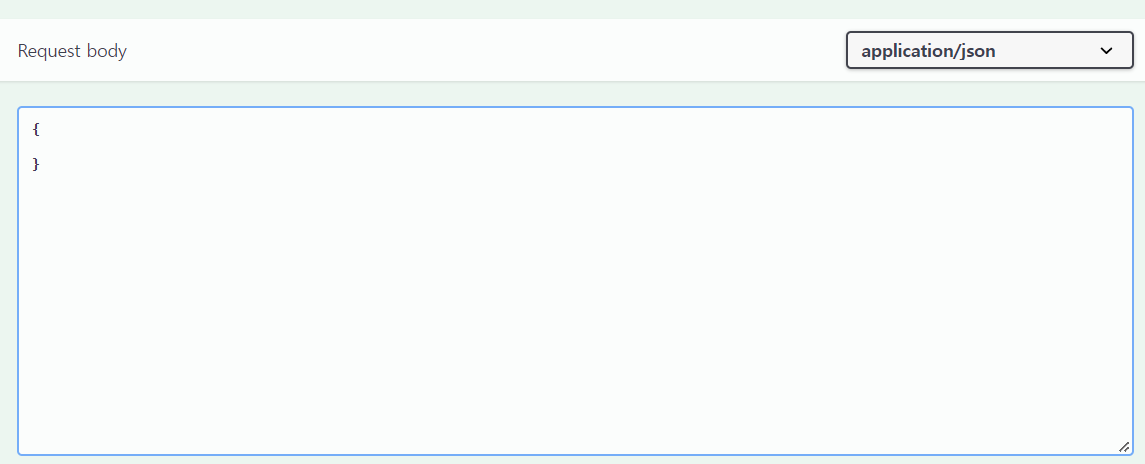 Request body
application/json
{
}